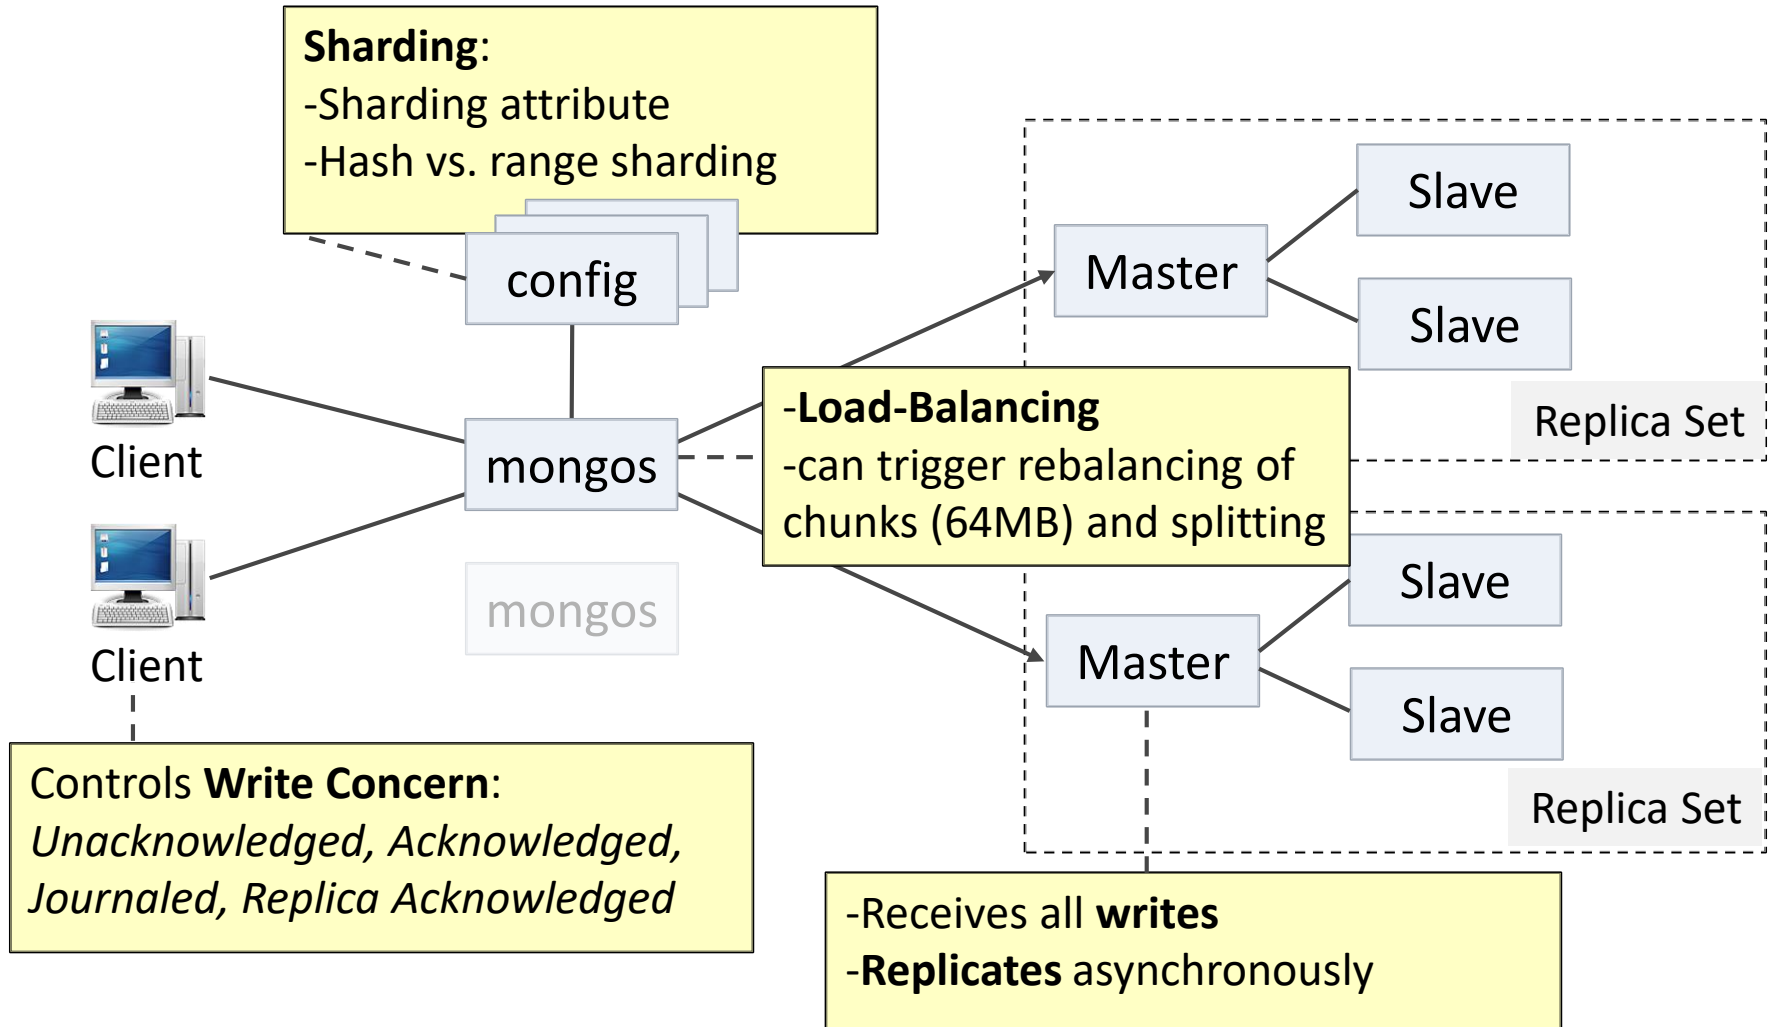 Sharding:
-Sharding attribute
-Hash vs. range sharding
config
Client
Client
mongos
mongos
-Load-Balancing
-can trigger rebalancing of
chunks (64MB) and splitting
Master
Slave
Slave
Replica Set
Master
Slave
Slave
Replica Set
Controls Write Concern:
Unacknowledged, Acknowledged,
Journaled, Replica Acknowledged
-Receives all writes
-Replicates asynchronously